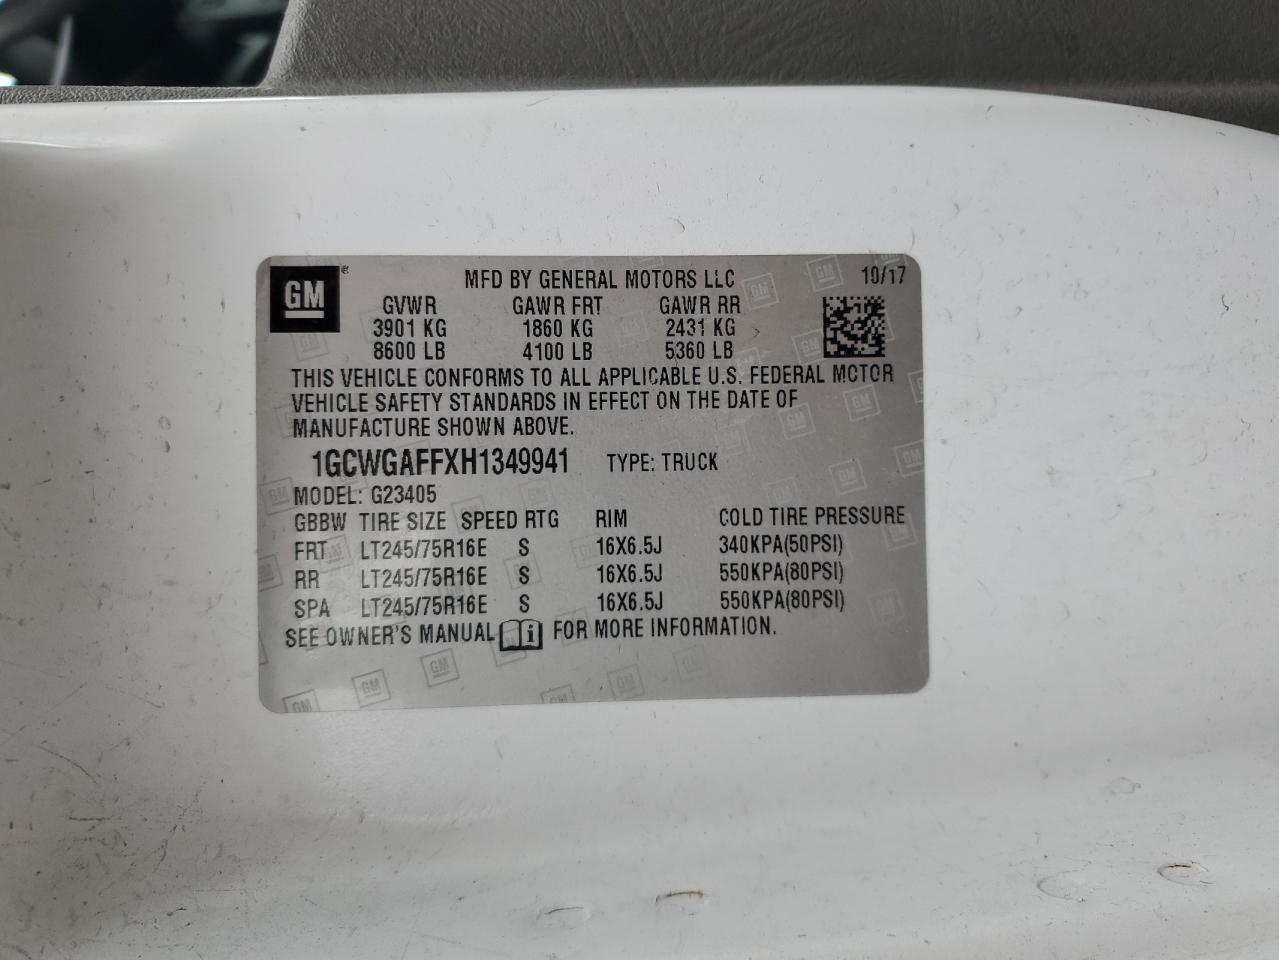 GM ® MFD BY GENERAL MOTORS LLC 10/17
GVWR GAWR FRT GAWR RR
3901 KG 1860 KG 2431 KG
8600 LB 4100 LB 5360 LB
THIS VEHICLE CONFORMS TO ALL APPLICABLE U.S. FEDERAL MOTOR
VEHICLE SAFETY STANDARDS IN EFFECT ON THE DATE OF
MANUFACTURE SHOWN ABOVE.
1GCWGAFFXH1349941 TYPE: TRUCK
MODEL: G23405
GBBW TIRE SIZE SPEED RTG RIM COLD TIRE PRESSURE
FRT LT245/75R16E S 16X6.5J 340KPA(50PSI)
RR LT245/75R16E S 16X6.5J 550KPA(80PSI)
SPA LT245/75R16E S 16X6.5J 550KPA(80PSI)
SEE OWNER'S MANUAL i FOR MORE INFORMATION.